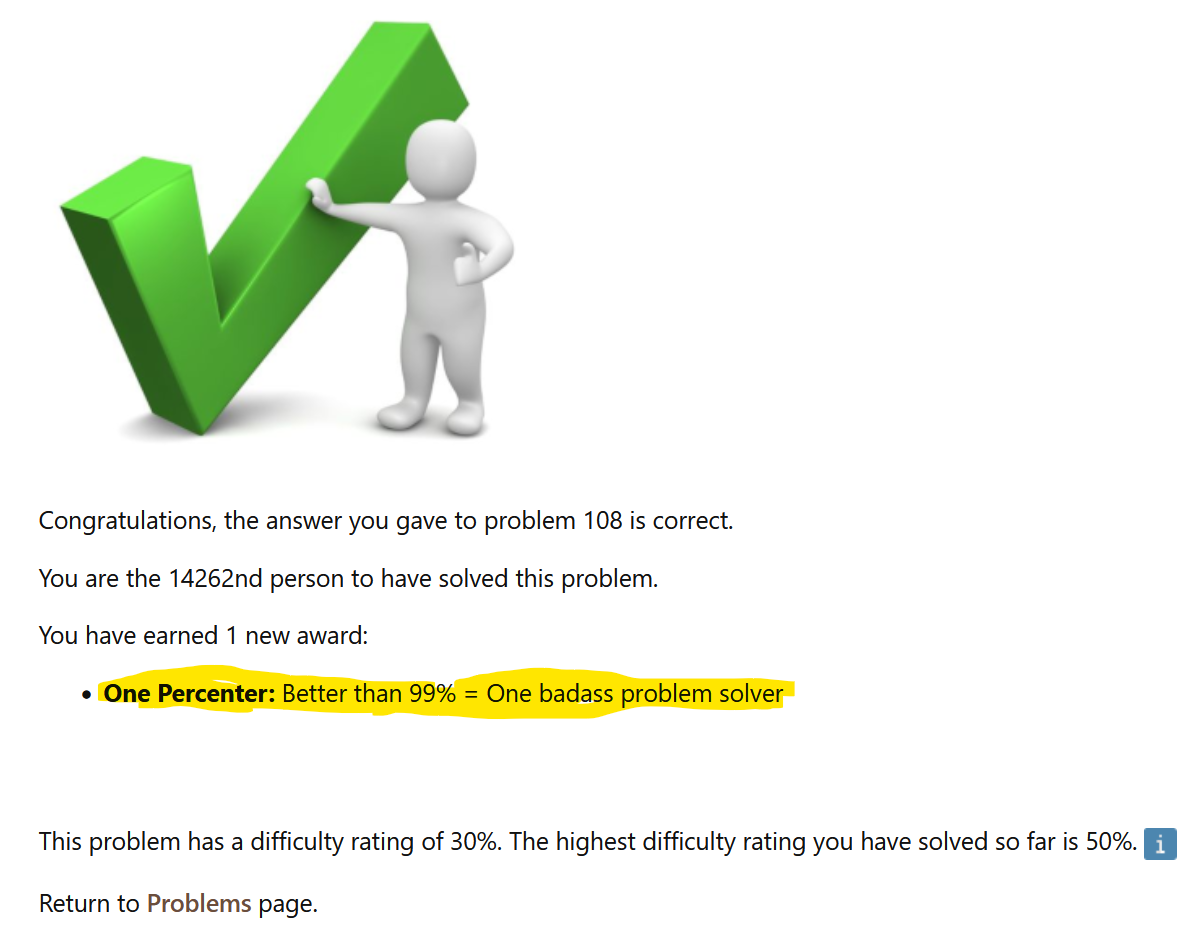 Congratulations, the answer you gave to problem 108 is correct.
You are the 14262nd person to have solved this problem.
You have earned 1 new award:
• One Percenter: Better than 99% = One badass problem solver
This problem has a difficulty rating of 30%. The highest difficulty rating you have solved so far is 50%. i
Return to Problems page.